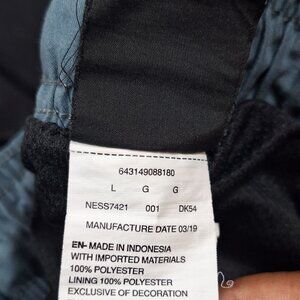 643149088180
L G G
NESS7421 001 DK54
MANUFACTURE DATE 03/19
EN- MADE IN INDONESIA
WITH IMPORTED MATERIALS
100% POLYESTER
LINING 100% POLYESTER
EXCLUSIVE OF DECORATION